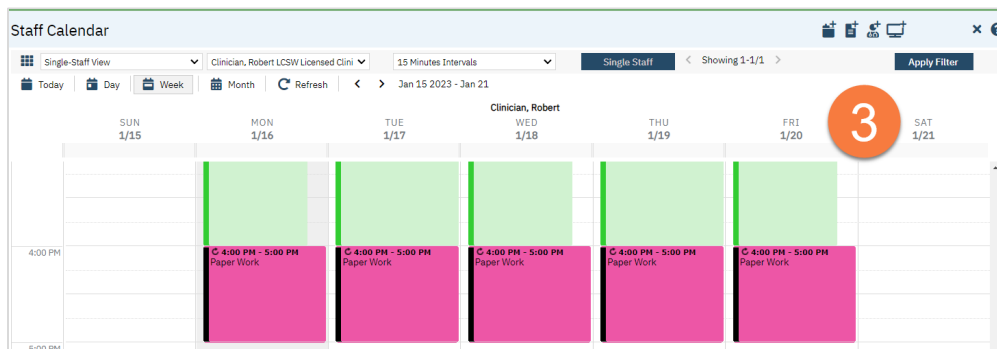 Staff Calendar
Single-Staff View Clinician, Robert LCSW Licensed Clini 15 Minutes Intervals Single Staff Showing 1-1/1 Apply Filter
Today Day Week Month Refresh Jan 15 2023 - Jan 21
Clinician, Robert
SUN MON TUE WED THU FRI SAT
1/15 1/16 1/17 1/18 1/19 1/20 1/21
3
4:00 PM 4:00 PM - 5:00 PM 4:00 PM - 5:00 PM 4:00 PM - 5:00 PM 4:00 PM - 5:00 PM 4:00 PM - 5:00 PM
Paper Work Paper Work Paper Work Paper Work Paper Work
5:00 PM